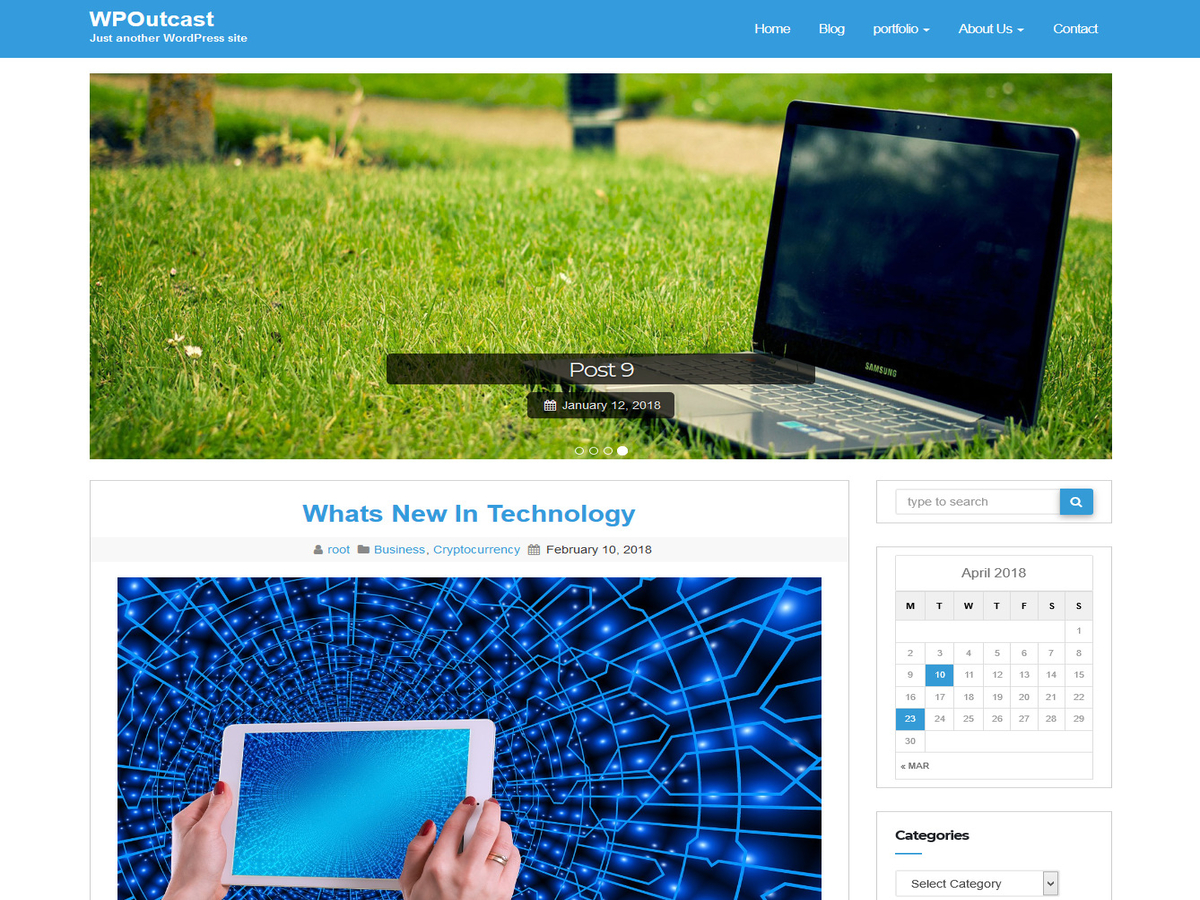 WPOutcast
Just another WordPress site
Home Blog portfolio About Us Contact
SAMSUNG
Post 9
January 12, 2018
Whats New In Technology
root Business, Cryptocurrency February 10, 2018
type to search
April 2018
M T W T F S S
1
2 3 4 5 6 7 8
9 10 11 12 13 14 15
16 17 18 19 20 21 22
23 24 25 26 27 28 29
30
« MAR
Categories
Select Category